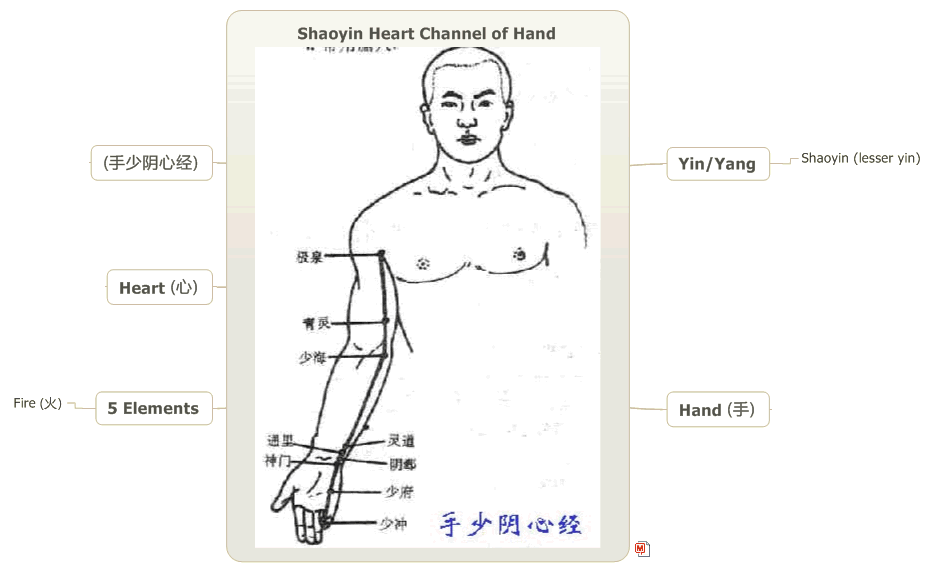 Shaoyin Heart Channel of Hand
(手少阴心经)
Yin/Yang
Shaoyin (lesser yin)
极泉
Heart (心)
青灵
少海
Fire (火)
5 Elements
Hand (手)
通里
灵道
神门
阴郄
少府
少冲
手少阴心经